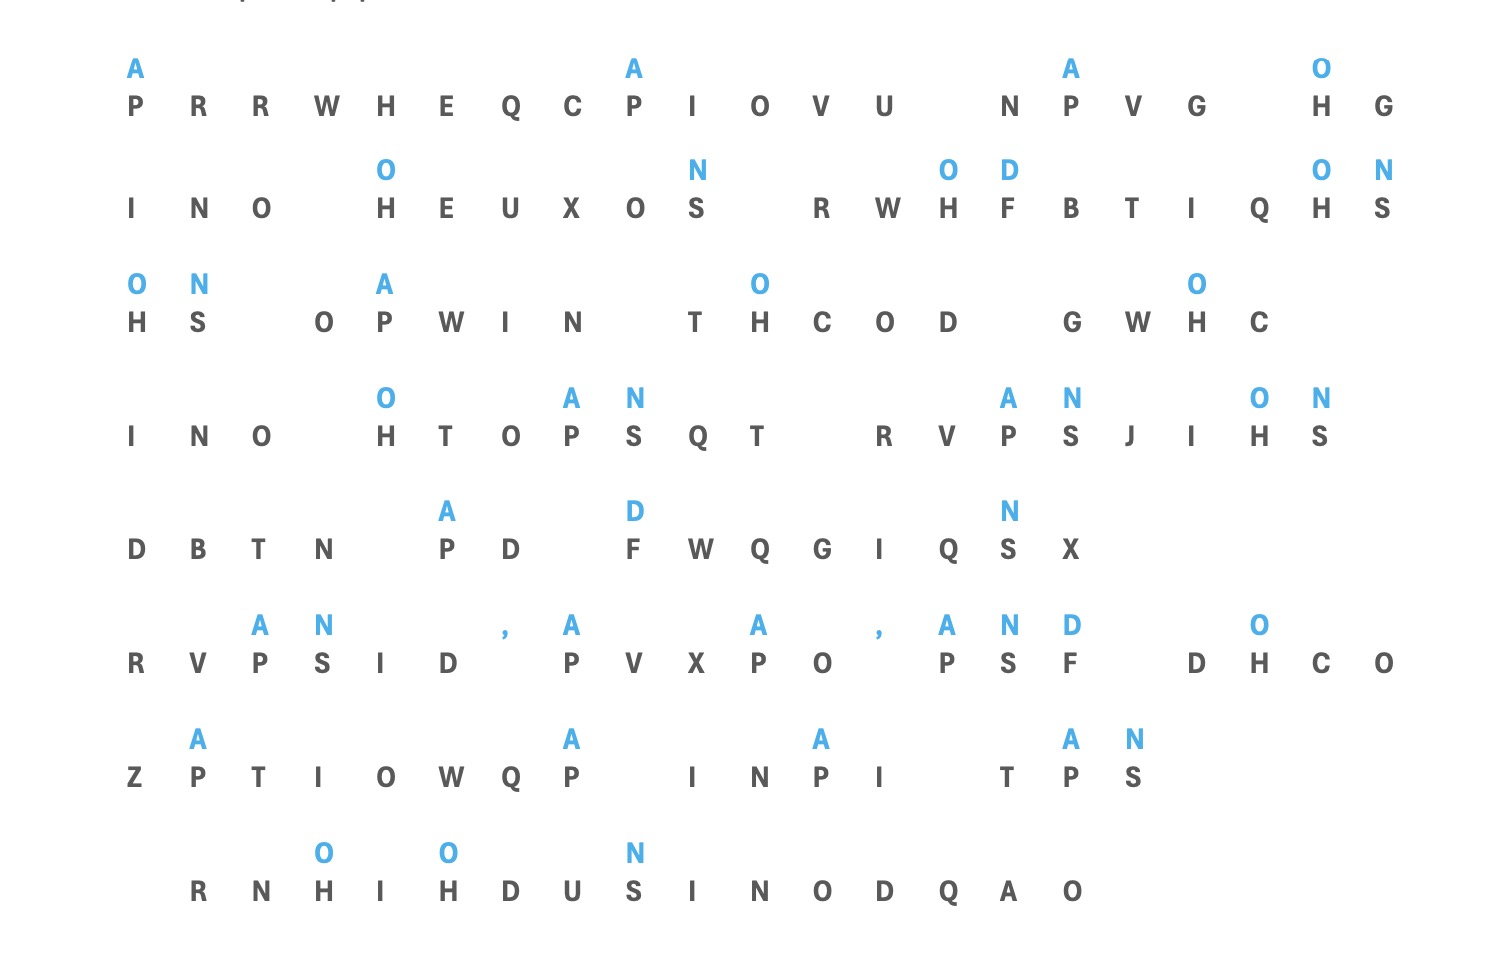 A A A O
P R R W H E Q C P I O V U N P V G H G
O N O D O N
I N O H E U X O S R W H F B T I Q H S
O N A O O
H S O P W I N T H C O D G W H C
O A N A N O N
I N O H T O P S Q T R V P S J I H S
A D N
D B T N P D F W Q G I Q S X
A N , A A , A N D O
R V P S I D P V X P O P S F D H C O
A A A A N
Z P T I O W Q P I N P I T P S
O O N
R N H I H D U S I N O D Q A O